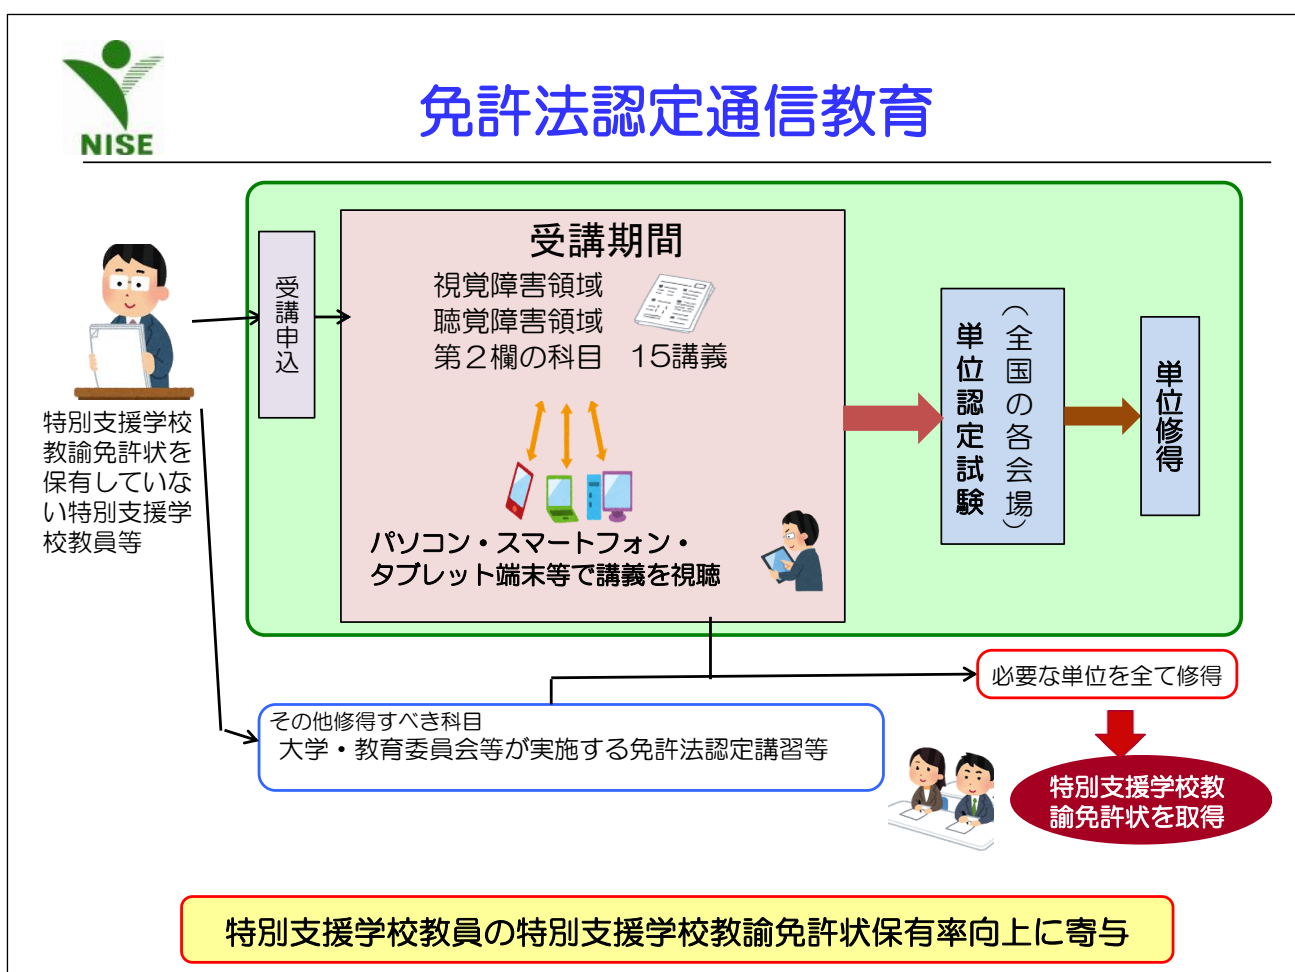 NISE
免許法認定通信教育
特別支援学校
教諭免許状を
保有していな
い特別支援学
校教員等
受講申込
受講期間
視覚障害領域
聴覚障害領域
第２欄の科目　15講義
パソコン・スマートフォン・
タブレット端末等で講義を視聴
単位認定試験
（全国の各会場）
単位修得
その他修得すべき科目
大学・教育委員会等が実施する免許法認定講習等
必要な単位を全て修得
特別支援学校教
諭免許状を取得
特別支援学校教員の特別支援学校教諭免許状保有率向上に寄与